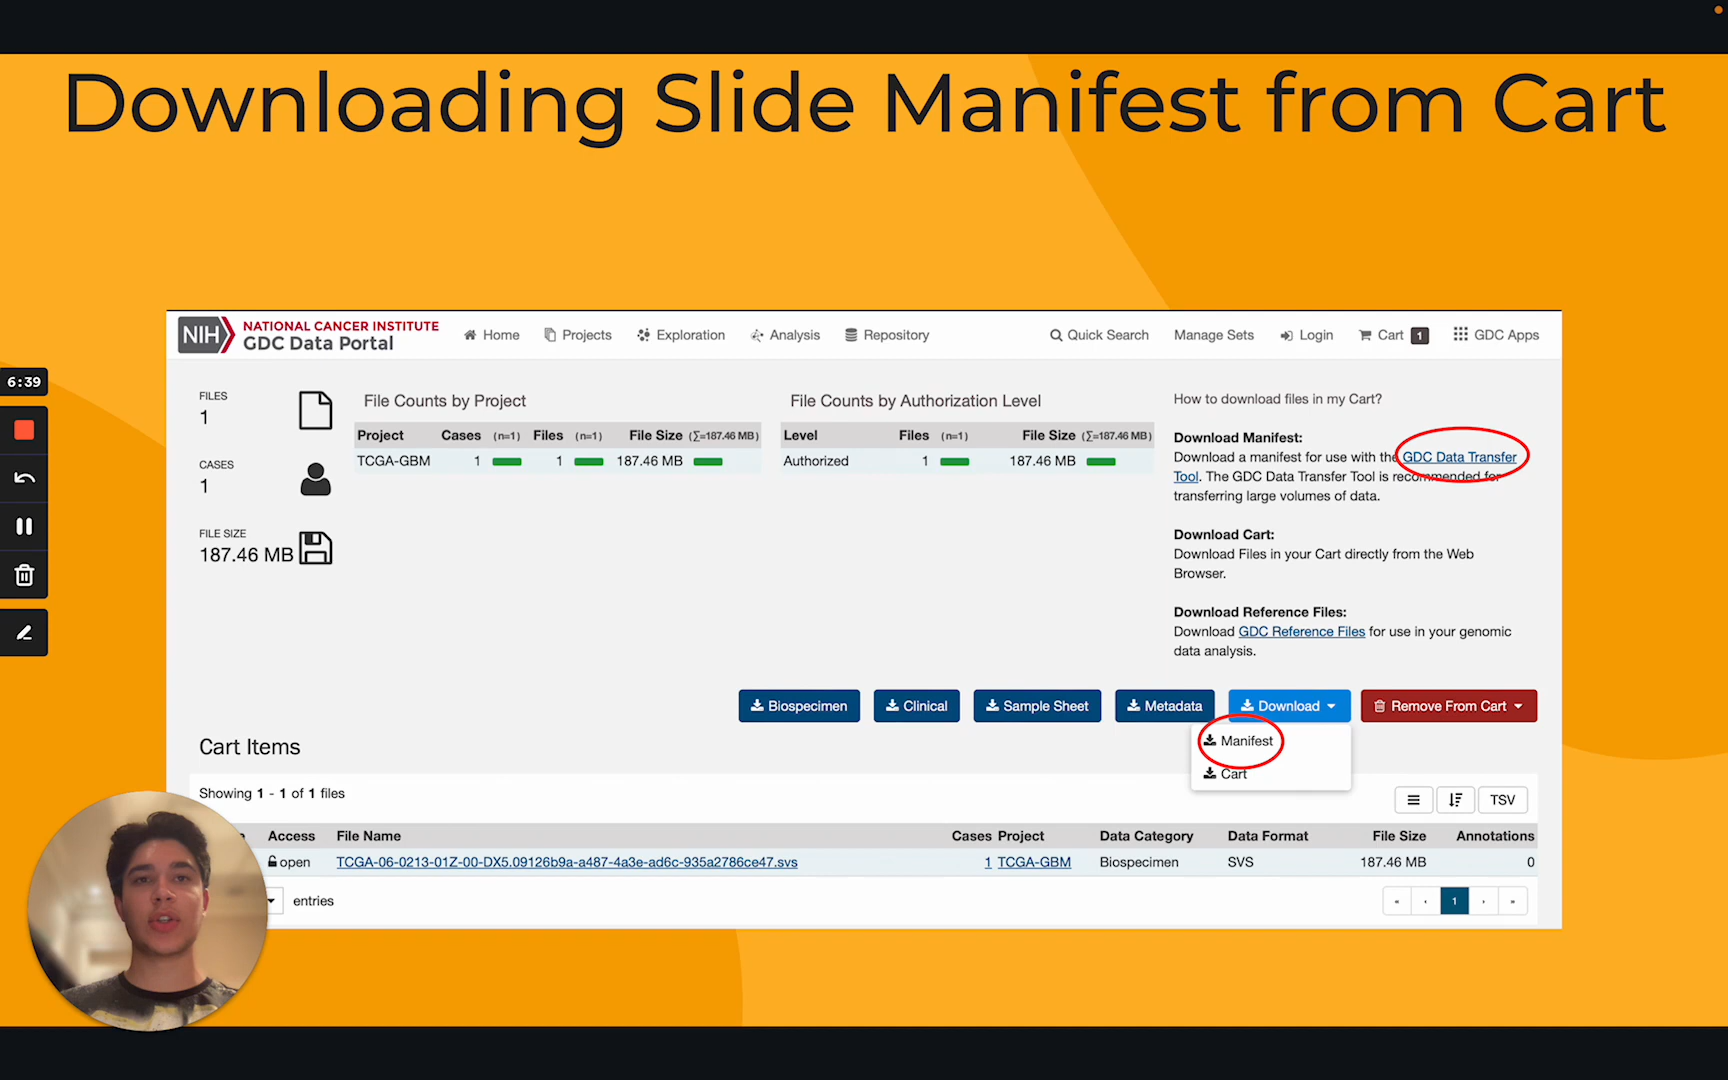 Downloading Slide Manifest from Cart
NIH
NATIONAL CANCER INSTITUTE
GDC Data Portal
Home
Projects
Exploration
Analysis
Repository
Quick Search
Manage Sets
Login
Cart 1
GDC Apps
6:39
FILES
1
CASES
1
FILE SIZE
187.46 MB
File Counts by Project
Project Cases (n=1) Files (n=1) File Size (∑=187.46 MB)
TCGA-GBM 1 1 187.46 MB
File Counts by Authorization Level
Level Files (n=1) File Size (∑=187.46 MB)
Authorized 1 187.46 MB
How to download files in my Cart?
Download Manifest:
Download a manifest for use with the GDC Data Transfer
Tool. The GDC Data Transfer Tool is recommended for
transferring large volumes of data.
Download Cart:
Download Files in your Cart directly from the Web
Browser.
Download Reference Files:
Download GDC Reference Files for use in your genomic
data analysis.
Biospecimen
Clinical
Sample Sheet
Metadata
Download
Remove From Cart
Manifest
Cart
Cart Items
Showing 1 - 1 of 1 files
TSV
Access File Name Cases Project Data Category Data Format File Size Annotations
open TCGA-06-0213-01Z-00-DX5.09126b9a-a487-4a3e-ad6c-935a2786ce47.svs 1 TCGA-GBM Biospecimen SVS 187.46 MB 0
entries
« ‹ 1 › »